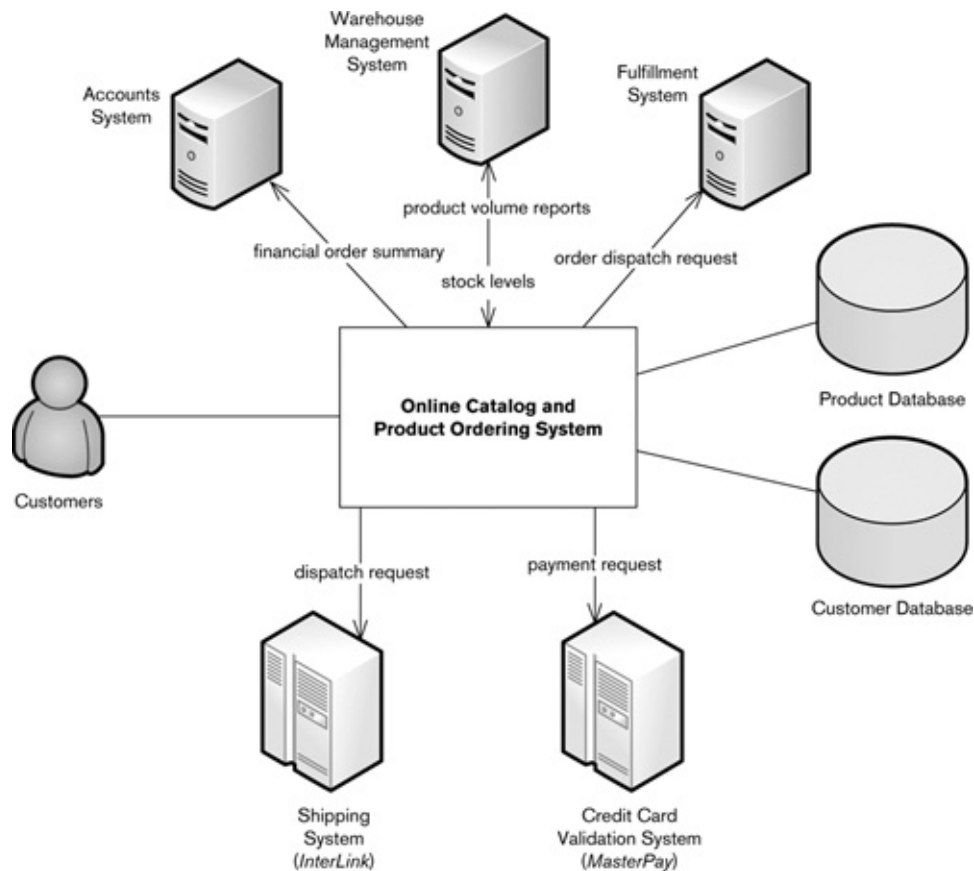 Warehouse
Management
System
Accounts
System
Fulfillment
System
product volume reports
financial order summary
order dispatch request
stock levels
Online Catalog and
Product Ordering System
Product Database
Customers
Customer Database
dispatch request
payment request
Shipping
System
(InterLink)
Credit Card
Validation System
(MasterPay)